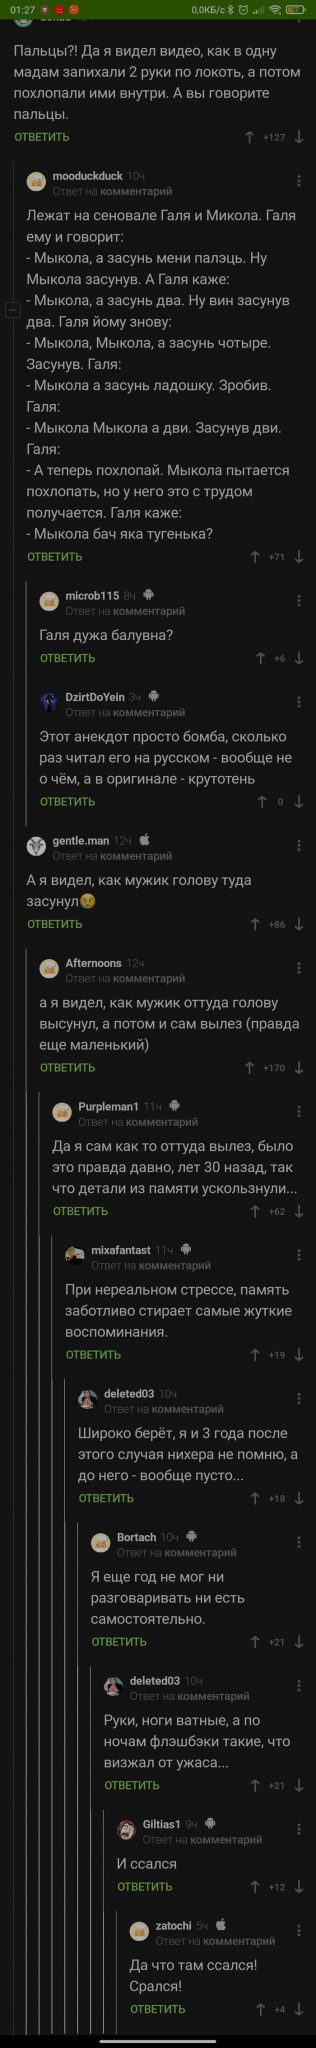 01:27
0,0КБ/с
Пальцы?! Да я видел видео, как в одну
мадам запихали 2 руки по локоть, а потом
похлопали ими внутри. А вы говорите
пальцы.
ОТВЕТИТЬ
+127
mooduckduck 10ч
Ответ на комментарий
Лежат на сеновале Галя и Микола. Галя
ему и говорит:
- Мыкола, а засунь мени палэць. Ну
Мыкола засунув. А Галя каже:
- Мыкола, а засунь два. Ну вин засунув
два. Галя йому знову:
- Мыкола, Мыкола, а засунь чотыре.
Засунув. Галя:
- Мыкола а засунь ладошку. Зробив.
Галя:
- Мыкола Мыкола а дви. Засунув дви.
Галя:
- А теперь похлопай. Мыкола пытается
похлопать, но у него это с трудом
получается. Галя каже:
- Мыкола бач яка тугенька?
ОТВЕТИТЬ
+71
microb115 8ч
Ответ на комментарий
Галя дужа балувна?
ОТВЕТИТЬ
+6
DzirtDoYein 3ч
Ответ на комментарий
Этот анекдот просто бомба, сколько
раз читал его на русском - вообще не
о чём, а в оригинале - крутотень
ОТВЕТИТЬ
0
gentle.man 12ч
Ответ на комментарий
А я видел, как мужик голову туда
засунул😢
ОТВЕТИТЬ
+86
Afternoons 12ч
Ответ на комментарий
а я видел, как мужик оттуда голову
высунул, а потом и сам вылез (правда
еще маленький)
ОТВЕТИТЬ
+170
Purpleman1 11ч
Ответ на комментарий
Да я сам как то оттуда вылез, было
это правда давно, лет 30 назад, так
что детали из памяти ускользнули...
ОТВЕТИТЬ
+62
mixafantast 11ч
Ответ на комментарий
При нереальном стрессе, память
заботливо стирает самые жуткие
воспоминания.
ОТВЕТИТЬ
+19
deleted03 10ч
Ответ на комментарий
Широко берёт, я и 3 года после
этого случая нихера не помню, а
до него - вообще пусто...
ОТВЕТИТЬ
+18
Bortach 10ч
Ответ на комментарий
Я еще год не мог ни
разговаривать ни есть
самостоятельно.
ОТВЕТИТЬ
+21
deleted03 10ч
Ответ на комментарий
Руки, ноги ватные, а по
ночам флэшбэки такие, что
визжал от ужаса...
ОТВЕТИТЬ
+21
Giltias1 9ч
Ответ на комментарий
И ссался
ОТВЕТИТЬ
+12
zatochi 5ч
Ответ на комментарий
Да что там ссался!
Срался!
ОТВЕТИТЬ
+4